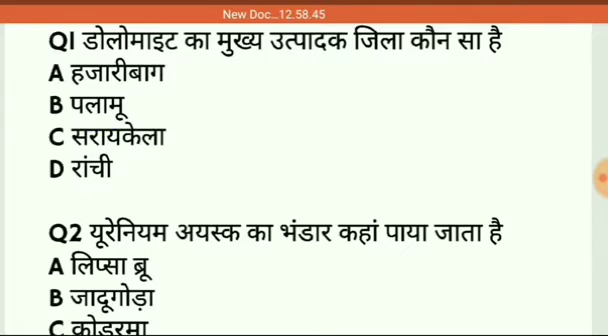 New Doc...12.58.45
Q1 डोलोमाइट का मुख्य उत्पादक जिला कौन सा है
A हजारीबाग
B पलामू
C सरायकेला
D रांची
Q2 यूरेनियम अयस्क का भंडार कहां पाया जाता है
A लिप्सा ब्रू
B जादूगोड़ा
C कोडरमा